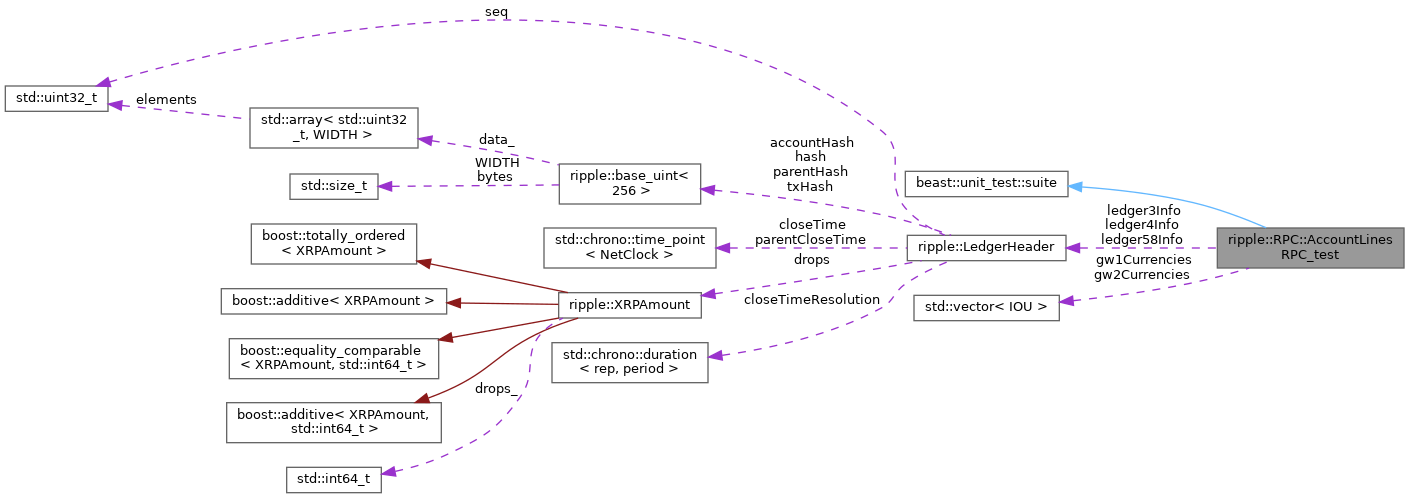 seq
std::uint32_t
elements
std::array< std::uint32
_t, WIDTH >
data_
WIDTH
bytes
std::size_t
ripple::base_uint<
256 >
accountHash
hash
parentHash
txHash
beast::unit_test::suite
ledger3Info
ledger4Info
ledger58Info
ripple::RPC::AccountLines
RPC_test
boost::totally_ordered
< XRPAmount >
std::chrono::time_point
< NetClock >
closeTime
parentCloseTime
ripple::LedgerHeader
drops
gw1Currencies
gw2Currencies
boost::additive< XRPAmount >
ripple::XRPAmount
closeTimeResolution
std::vector< IOU >
boost::equality_comparable
< XRPAmount, std::int64_t >
std::chrono::duration
< rep, period >
drops_
boost::additive< XRPAmount,
std::int64_t >
std::int64_t